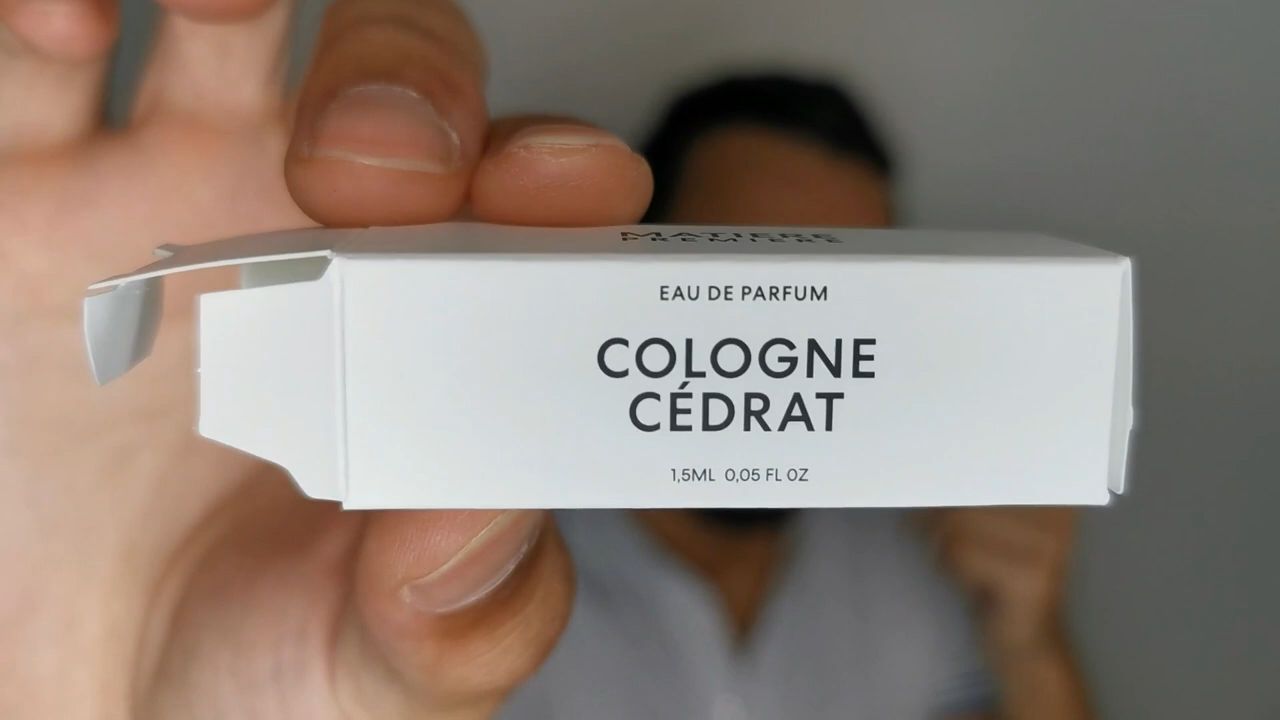 MATIERE
PREMIERE
EAU DE PARFUM
COLOGNE
CÉDRAT
1,5ML 0,05 FL OZ